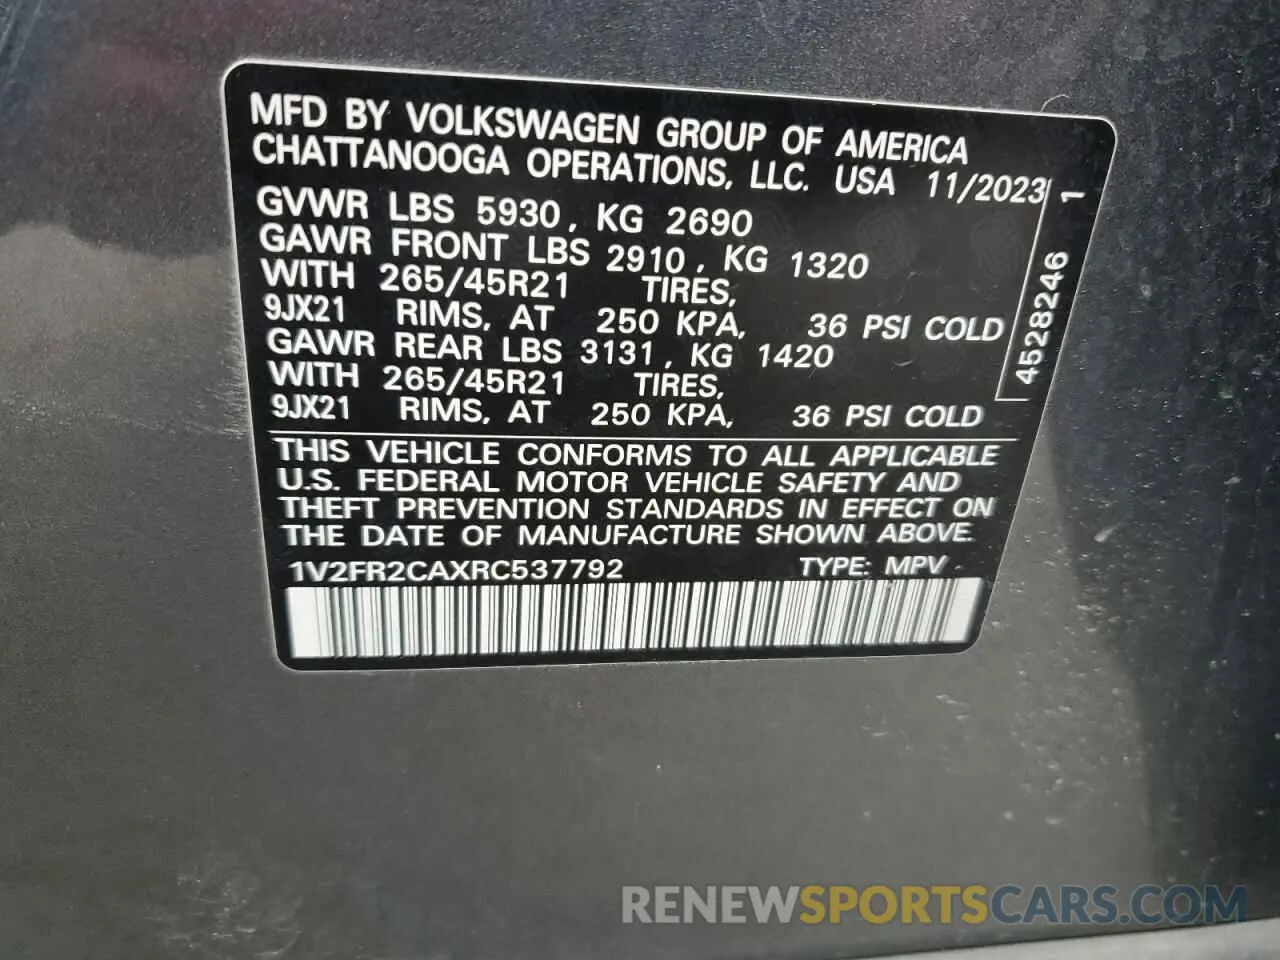 MFD BY VOLKSWAGEN GROUP OF AMERICA
CHATTANOOGA OPERATIONS, LLC. USA 11/2023
GVWR LBS 5930, KG 2690
GAWR FRONT LBS 2910, KG 1320
WITH 265/45R21 TIRES,
9JX21 RIMS, AT 250 KPA, 36 PSI COLD
GAWR REAR LBS 3131, KG 1420
WITH 265/45R21 TIRES,
9JX21 RIMS, AT 250 KPA, 36 PSI COLD
4528246 1
THIS VEHICLE CONFORMS TO ALL APPLICABLE
U.S. FEDERAL MOTOR VEHICLE SAFETY AND
THEFT PREVENTION STANDARDS IN EFFECT ON
THE DATE OF MANUFACTURE SHOWN ABOVE.
1V2FR2CAXRC537792 TYPE: MPV
RENEWSPORTSCARS.COM